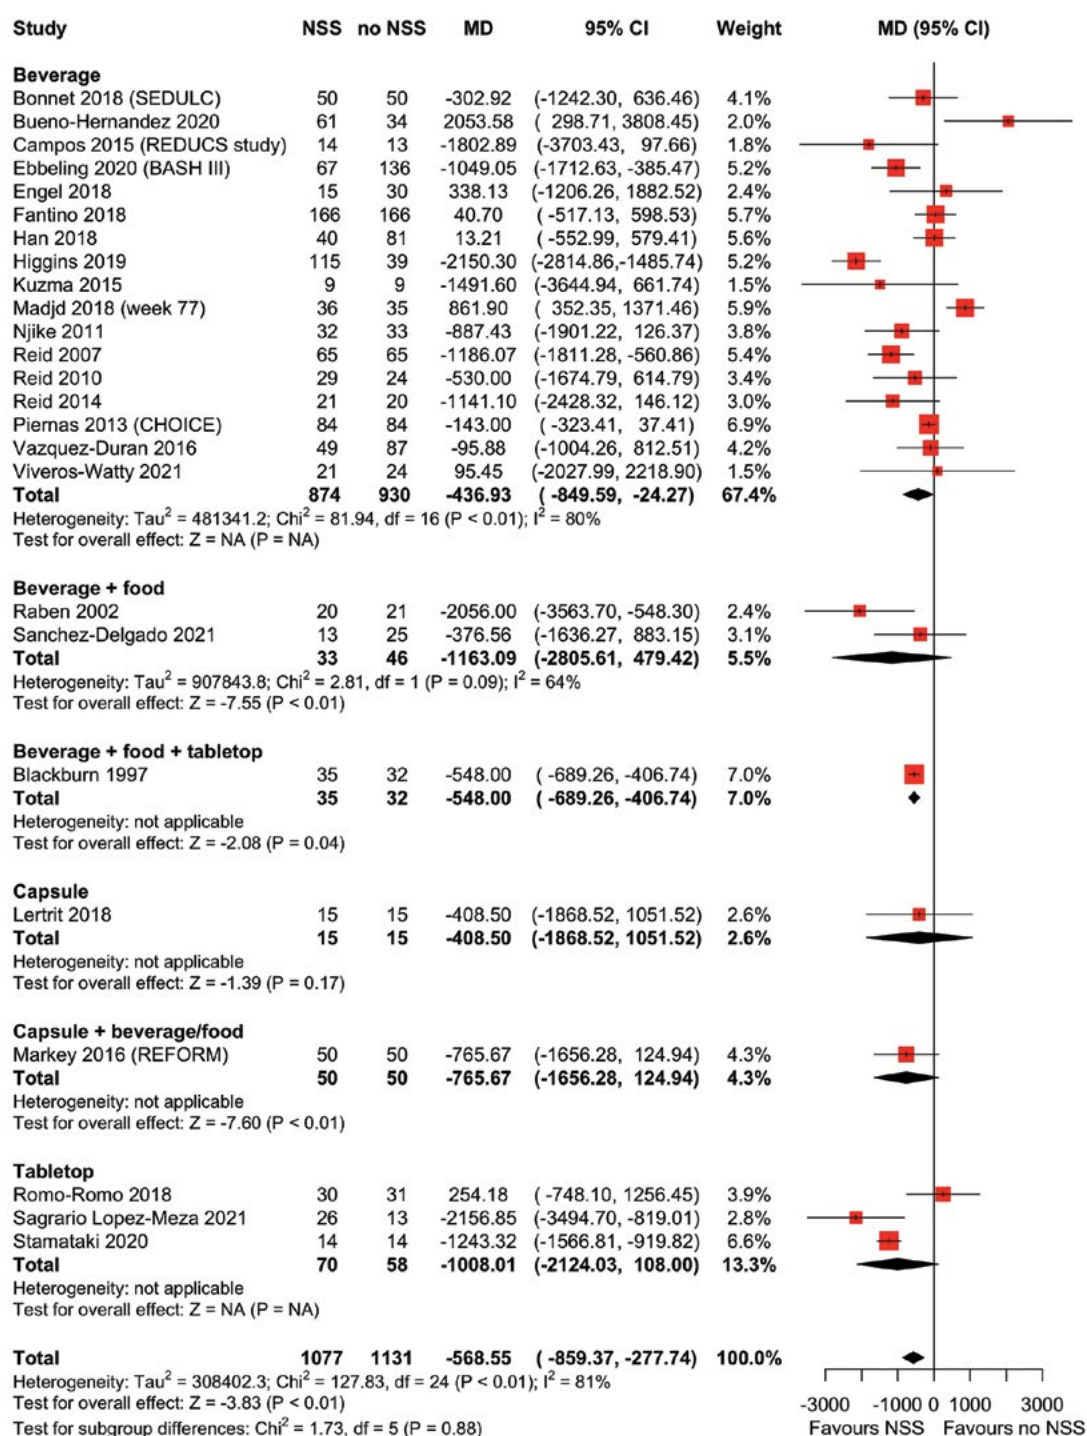 Study NSS no NSS MD 95% CI Weight MD (95% CI)
Beverage
Bonnet 2018 (SEDULC) 50 50 -302.92 (-1242.30, 636.46) 4.1%
Bueno-Hernandez 2020 61 34 2053.58 ( 298.71, 3808.45) 2.0%
Campos 2015 (REDUCS study) 14 13 -1802.89 (-3703.43, 97.66) 1.8%
Ebbeling 2020 (BASH III) 67 136 -1049.05 (-1712.63, -385.47) 5.2%
Engel 2018 15 30 338.13 (-1206.26, 1882.52) 2.4%
Fantino 2018 166 166 40.70 ( -517.13, 598.53) 5.7%
Han 2018 40 81 13.21 ( -552.99, 579.41) 5.6%
Higgins 2019 115 39 -2150.30 (-2814.86,-1485.74) 5.2%
Kuzma 2015 9 9 -1491.60 (-3644.94, 661.74) 1.5%
Madjd 2018 (week 77) 36 35 861.90 ( 352.35, 1371.46) 5.9%
Njike 2011 32 33 -887.43 (-1901.22, 126.37) 3.8%
Reid 2007 65 65 -1186.07 (-1811.28, -560.86) 5.4%
Reid 2010 29 24 -530.00 (-1674.79, 614.79) 3.4%
Reid 2014 21 20 -1141.10 (-2428.32, 146.12) 3.0%
Piernas 2013 (CHOICE) 84 84 -143.00 ( -323.41, 37.41) 6.9%
Vazquez-Duran 2016 49 87 -95.88 (-1004.26, 812.51) 4.2%
Viveros-Watty 2021 21 24 95.45 (-2027.99, 2218.90) 1.5%
Total 874 930 -436.93 ( -849.59, -24.27) 67.4%
Heterogeneity: Tau² = 481341.2; Chi² = 81.94, df = 16 (P < 0.01); I² = 80%
Test for overall effect: Z = NA (P = NA)
Beverage + food
Raben 2002 20 21 -2056.00 (-3563.70, -548.30) 2.4%
Sanchez-Delgado 2021 13 25 -376.56 (-1636.27, 883.15) 3.1%
Total 33 46 -1163.09 (-2805.61, 479.42) 5.5%
Heterogeneity: Tau² = 907843.8; Chi² = 2.81, df = 1 (P = 0.09); I² = 64%
Test for overall effect: Z = -7.55 (P < 0.01)
Beverage + food + tabletop
Blackburn 1997 35 32 -548.00 ( -689.26, -406.74) 7.0%
Total 35 32 -548.00 ( -689.26, -406.74) 7.0%
Heterogeneity: not applicable
Test for overall effect: Z = -2.08 (P = 0.04)
Capsule
Lertrit 2018 15 15 -408.50 (-1868.52, 1051.52) 2.6%
Total 15 15 -408.50 (-1868.52, 1051.52) 2.6%
Heterogeneity: not applicable
Test for overall effect: Z = -1.39 (P = 0.17)
Capsule + beverage/food
Markey 2016 (REFORM) 50 50 -765.67 (-1656.28, 124.94) 4.3%
Total 50 50 -765.67 (-1656.28, 124.94) 4.3%
Heterogeneity: not applicable
Test for overall effect: Z = -7.60 (P < 0.01)
Tabletop
Romo-Romo 2018 30 31 254.18 ( -748.10, 1256.45) 3.9%
Sagrario Lopez-Meza 2021 26 13 -2156.85 (-3494.70, -819.01) 2.8%
Stamataki 2020 14 14 -1243.32 (-1566.81, -919.82) 6.6%
Total 70 58 -1008.01 (-2124.03, 108.00) 13.3%
Heterogeneity: not applicable
Test for overall effect: Z = NA (P = NA)
Total 1077 1131 -568.55 ( -859.37, -277.74) 100.0%
Heterogeneity: Tau² = 308402.3; Chi² = 127.83, df = 24 (P < 0.01); I² = 81%
Test for overall effect: Z = -3.83 (P < 0.01)
Test for subgroup differences: Chi² = 1.73, df = 5 (P = 0.88)
-3000 -1000 0 1000 3000
Favours NSS Favours no NSS